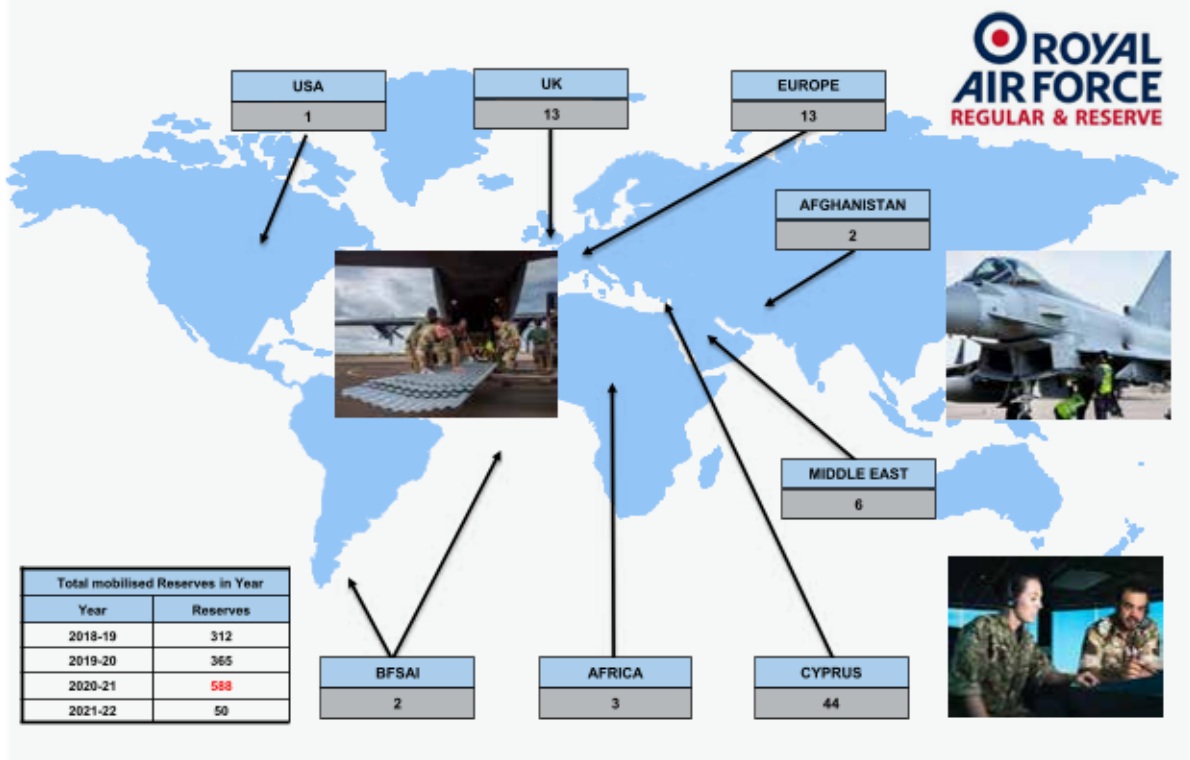 ROYAL
AIR FORCE
REGULAR & RESERVE
USA
1
UK
13
EUROPE
13
AFGHANISTAN
2
MIDDLE EAST
6
Total mobilised Reserves in Year
Year Reserves
2018-19 312
2019-20 365
2020-21 588
2021-22 50
BFSAI
2
AFRICA
3
CYPRUS
44